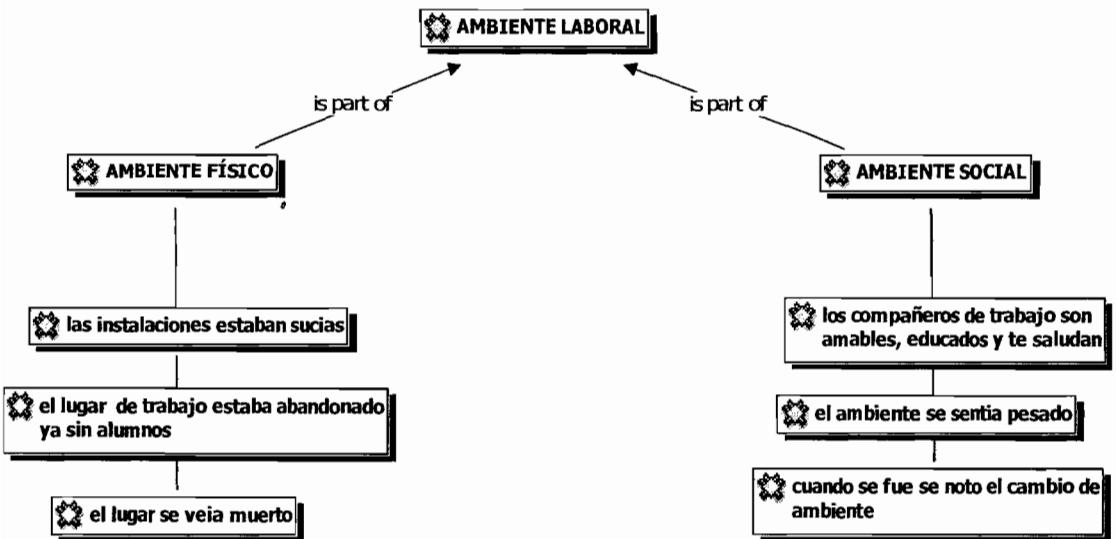 AMBIENTE LABORAL
is part of
is part of
AMBIENTE FÍSICO
AMBIENTE SOCIAL
las instalaciones estaban sucias
el lugar de trabajo estaba abandonado
ya sin alumnos
el lugar se veia muerto
los compañeros de trabajo son
amables, educados y te saludan
el ambiente se sentia pesado
cuando se fue se noto el cambio de
ambiente